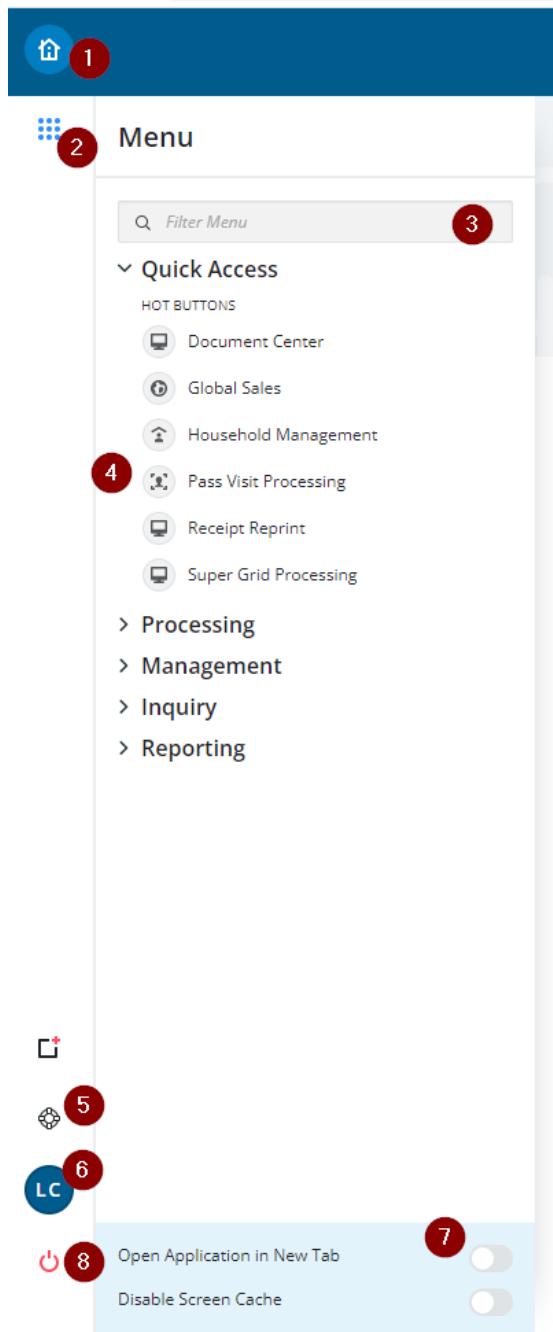 1
2
Menu
Filter Menu
3
Quick Access
HOT BUTTONS
Document Center
Global Sales
Household Management
4
Pass Visit Processing
Receipt Reprint
Super Grid Processing
Processing
Management
Inquiry
Reporting
5
6
LC
7
Open Application in New Tab
8
Disable Screen Cache